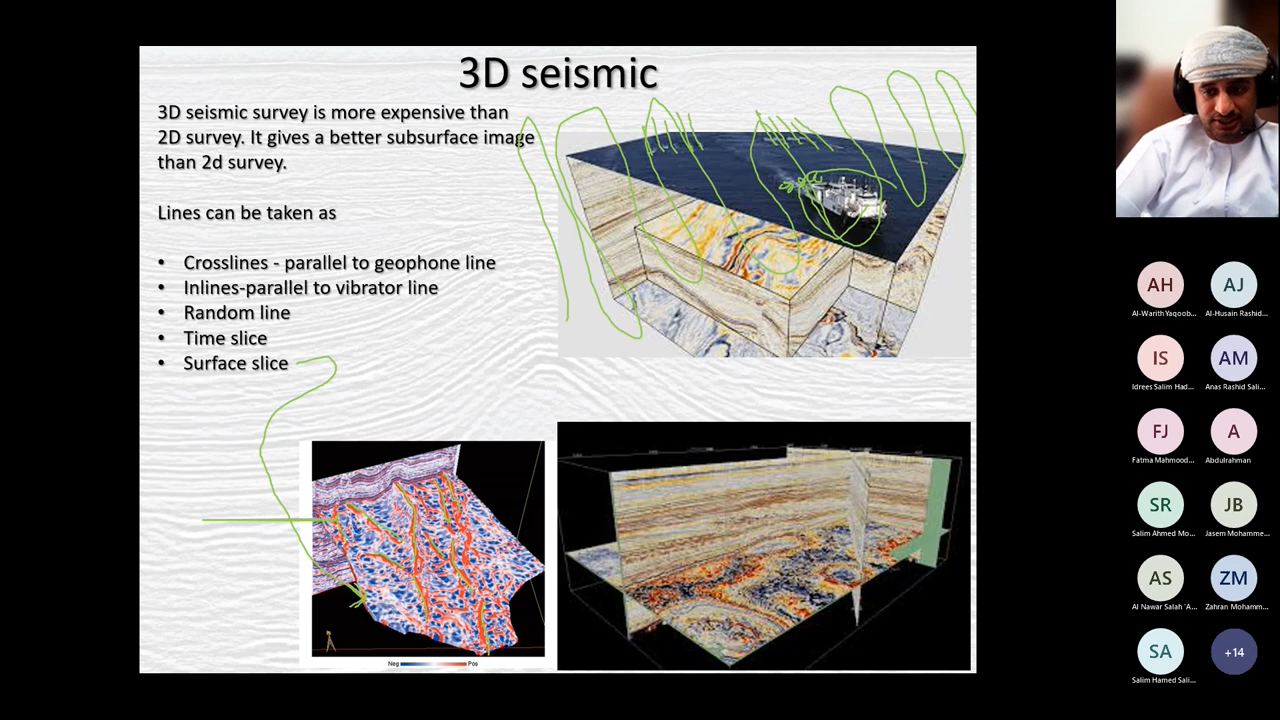 3D seismic
3D seismic survey is more expensive than
2D survey. It gives a better subsurface image
than 2d survey.
Lines can be taken as
• Crosslines - parallel to geophone line
• Inlines-parallel to vibrator line
• Random line
• Time slice
• Surface slice
Neg Pos
AH
AJ
Al-Warith Yaqoob...
Al-Husain Rashid...
IS
AM
Idrees Salim Had...
Anas Rashid Sali...
FJ
A
Fatma Mahmood...
Abdulrahman
SR
JB
Salim Ahmed Mo...
Jasem Mohamme...
AS
ZM
Al Nawar Salah 'A...
Zahran Mohamm...
SA
+14
Salim Hamed Sali...